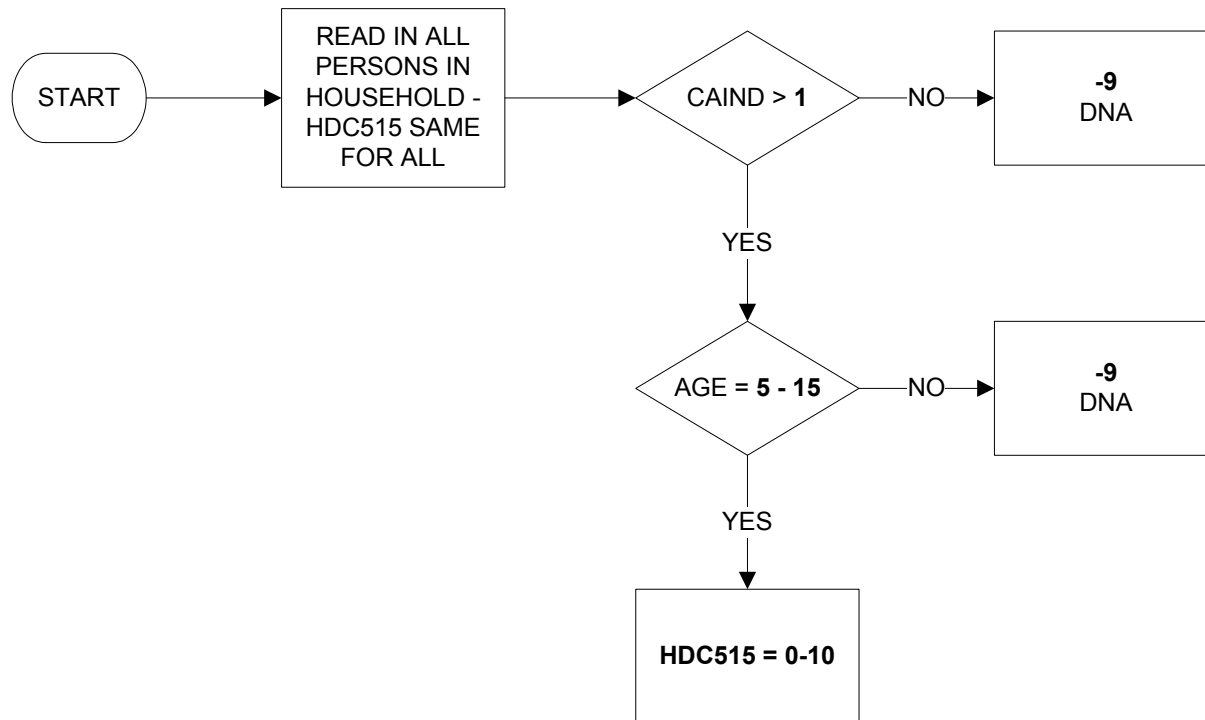 START
READ IN ALL
PERSONS IN
HOUSEHOLD -
HDC515 SAME
FOR ALL
CAIND > 1
NO
-9
DNA
YES
AGE = 5 - 15
NO
-9
DNA
YES
HDC515 = 0-10